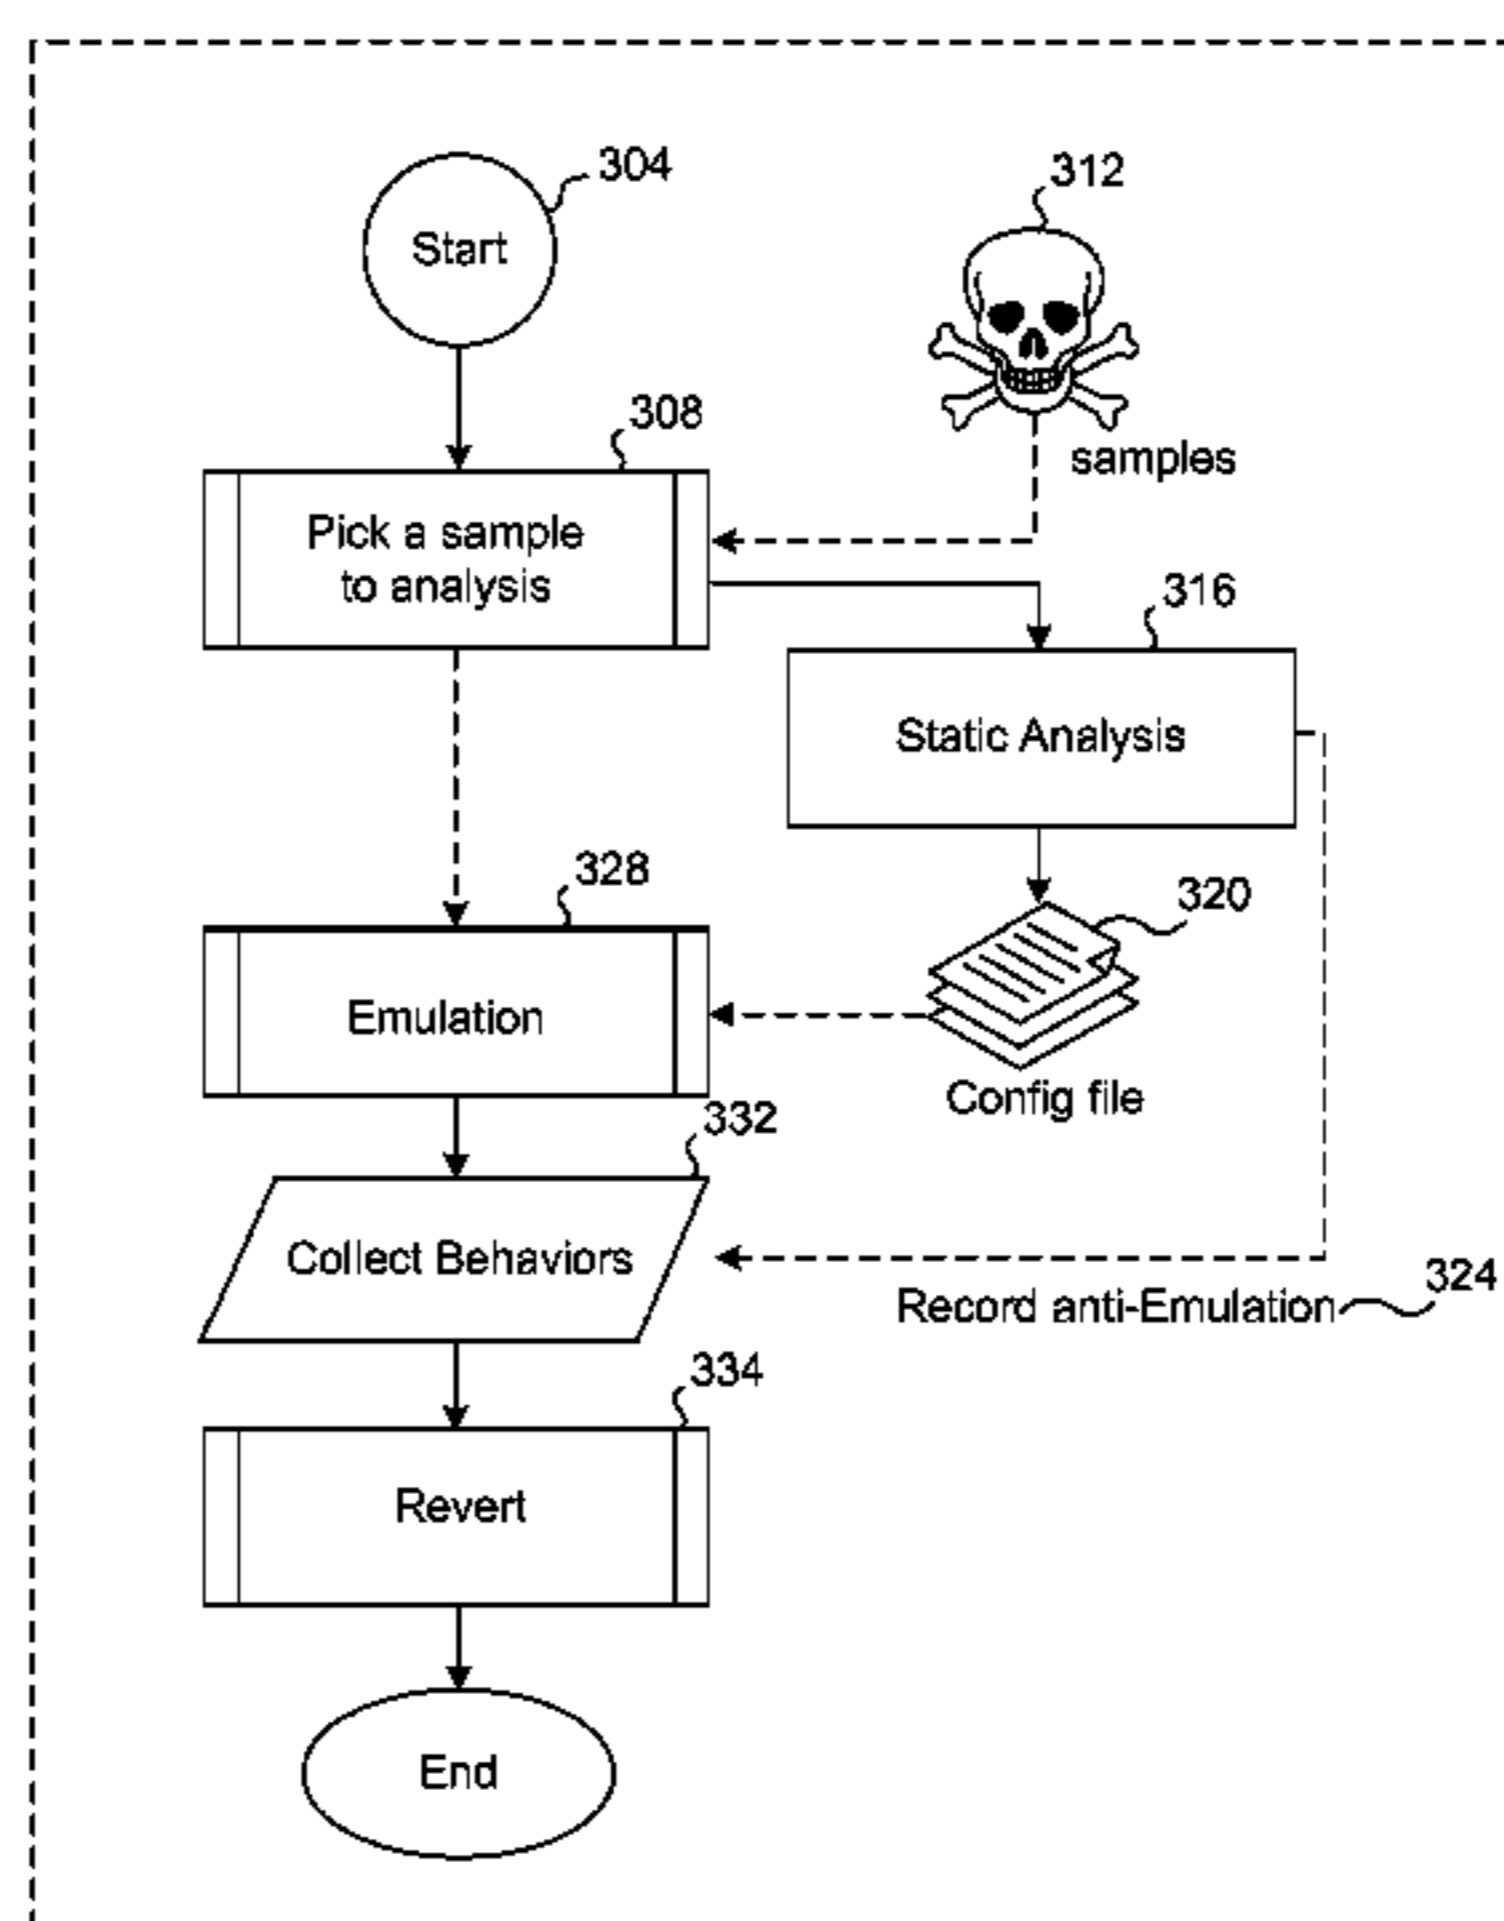 304
Start
312
samples
308
Pick a sample
to analysis
316
Static Analysis
328
Emulation
320
Config file
332
Collect Behaviors
Record anti-Emulation
324
334
Revert
End